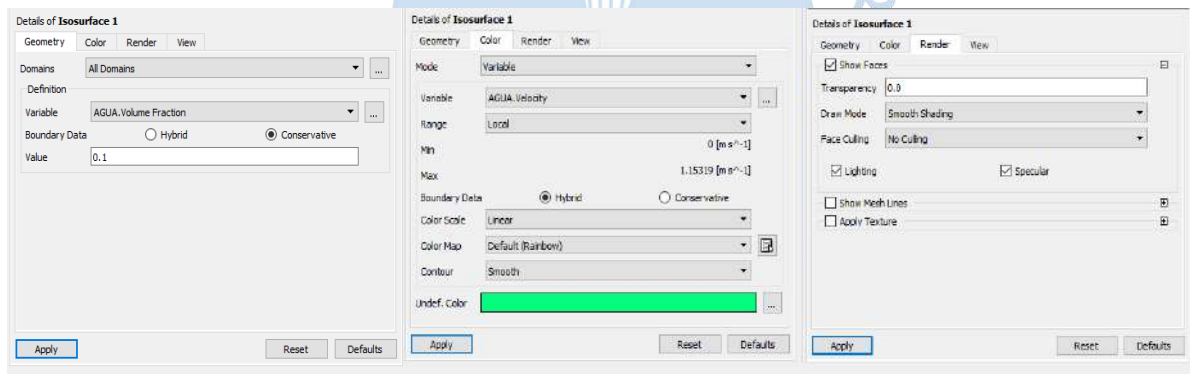 Details of Isosurface 1
Geometry Color Render View
Domains All Domains ...
Definition
Variable AGUA.Volume Fraction ...
Boundary Data Hybrid Conservative
Value 0.1
Apply Reset Defaults
Details of Isosurface 1
Geometry Color Render View
Mode Variable
Variable AGUA.Velocity ...
Range Local
Min 0 [m s^-1]
Max 1.15319 [m s^-1]
Boundary Data Hybrid Conservative
Color Scale Linear
Color Map Default (Rainbow)
Contour Smooth
Undef. Color ...
Apply Reset Defaults
Details of Isosurface 1
Geometry Color Render View
Show Faces
Transparency 0.0
Draw Mode Smooth Shading
Face Culling No Culling
Lighting Specular
Show Mesh Lines
Apply Texture
Apply Reset Defaults